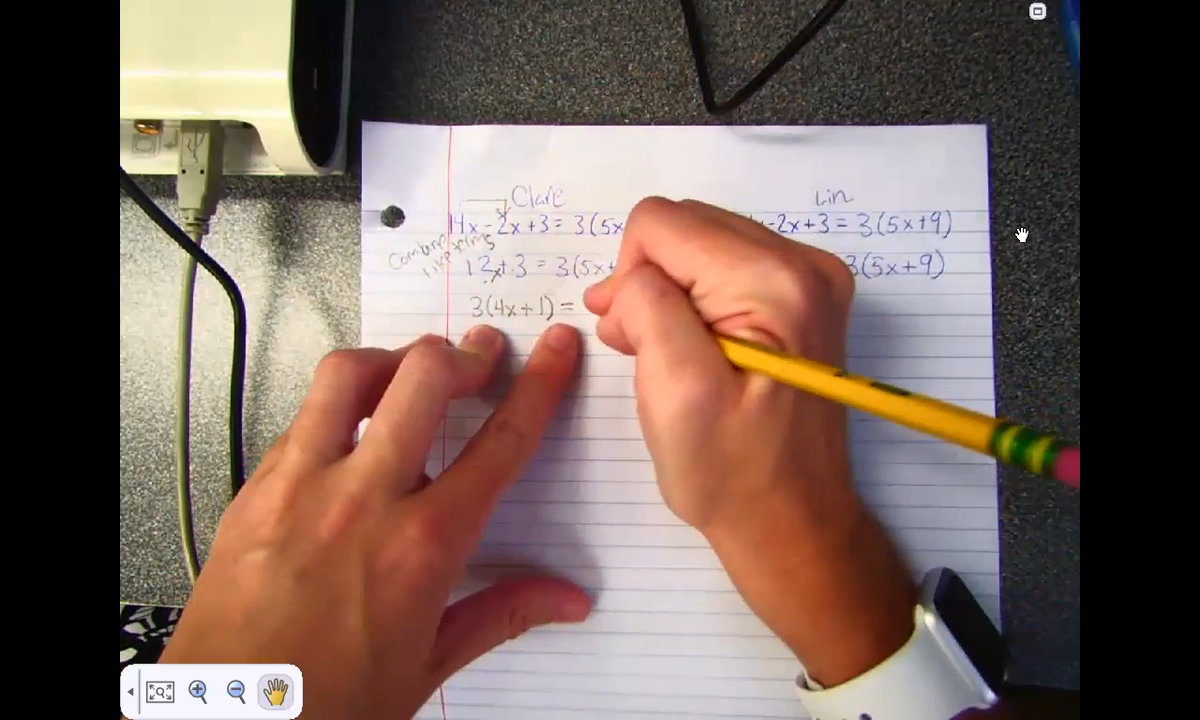 Clare
14x-2x+3=3(5x
Combine
like terms
12x+3=3(5x+
3(4x+1)=
Lin
-2x+3=3(5x+9)
3(5x+9)